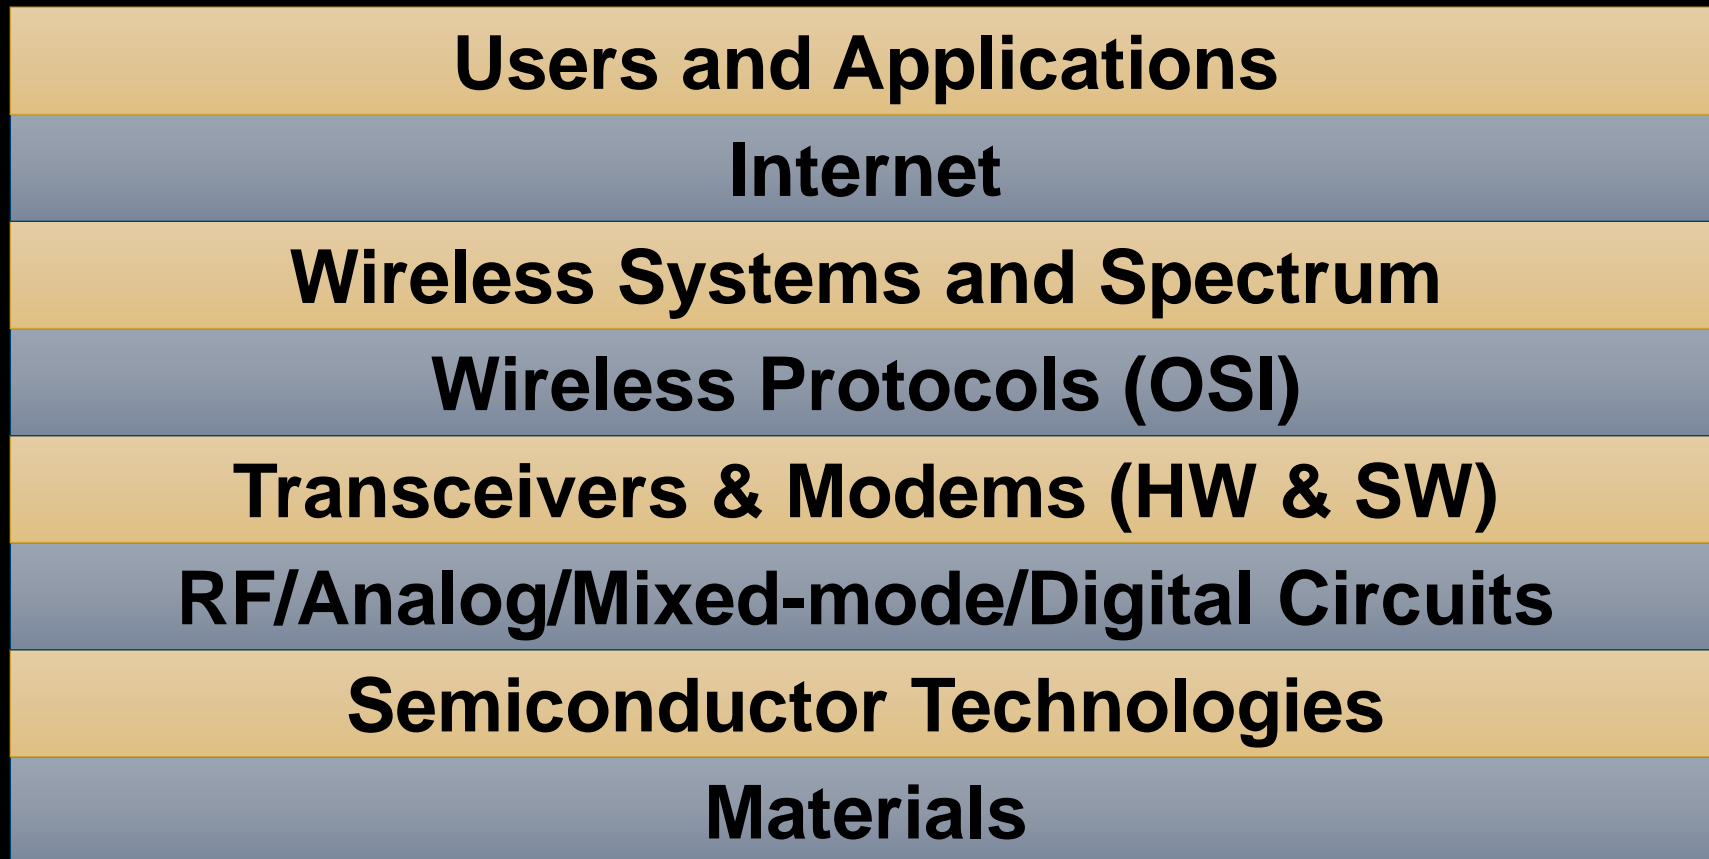 Users and Applications
Internet
Wireless Systems and Spectrum
Wireless Protocols (OSI)
Transceivers & Modems (HW & SW)
RF/Analog/Mixed-mode/Digital Circuits
Semiconductor Technologies
Materials